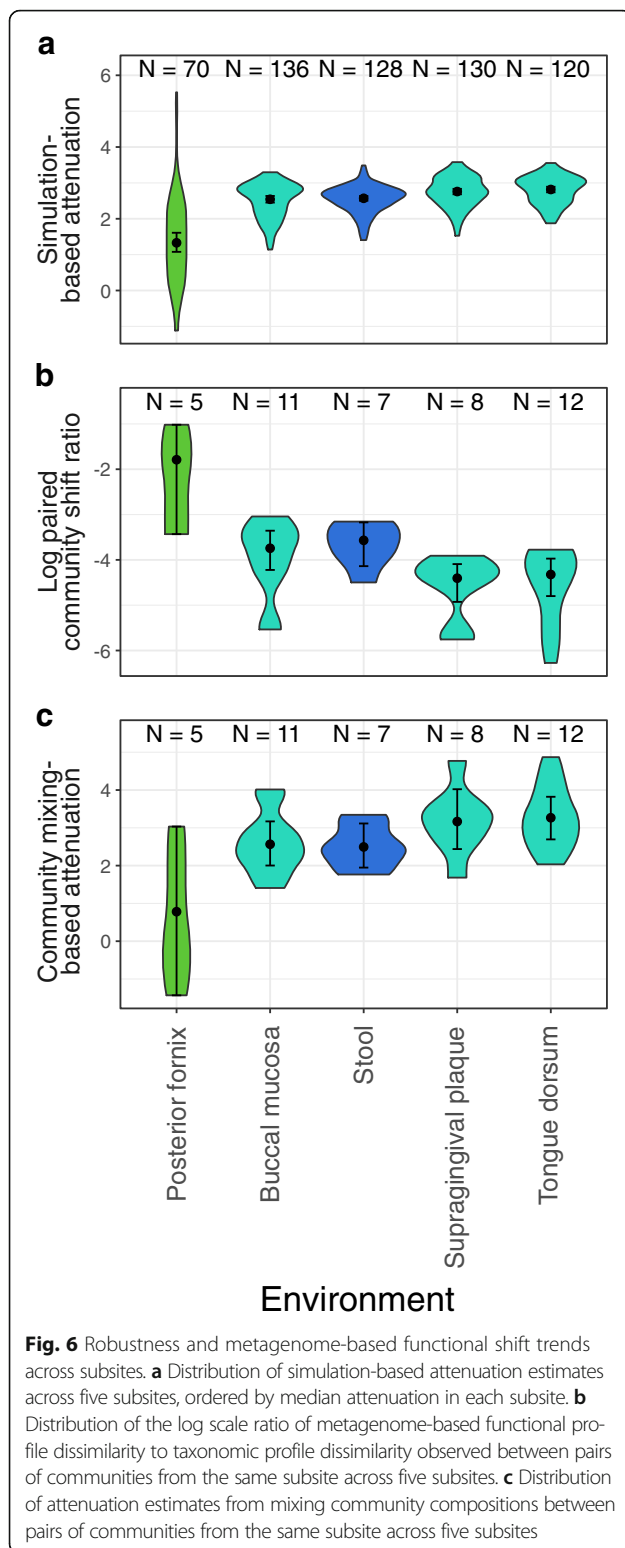 a
N = 70 N = 136 N = 128 N = 130 N = 120
Simulation-
based attenuation
6
4
2
0
b
N = 5 N = 11 N = 7 N = 8 N = 12
Log paired
community shift ratio
-2
-4
-6
c
N = 5 N = 11 N = 7 N = 8 N = 12
Community mixing-
based attenuation
4
2
0
Posterior fornix
Buccal mucosa
Stool
Supragingival plaque
Tongue dorsum
Environment
Fig. 6 Robustness and metagenome-based functional shift trends
across subsites. a Distribution of simulation-based attenuation estimates
across five subsites, ordered by median attenuation in each subsite. b
Distribution of the log scale ratio of metagenome-based functional pro-
file dissimilarity to taxonomic profile dissimilarity observed between pairs
of communities from the same subsite across five subsites. c Distribution
of attenuation estimates from mixing community compositions between
pairs of communities from the same subsite across five subsites